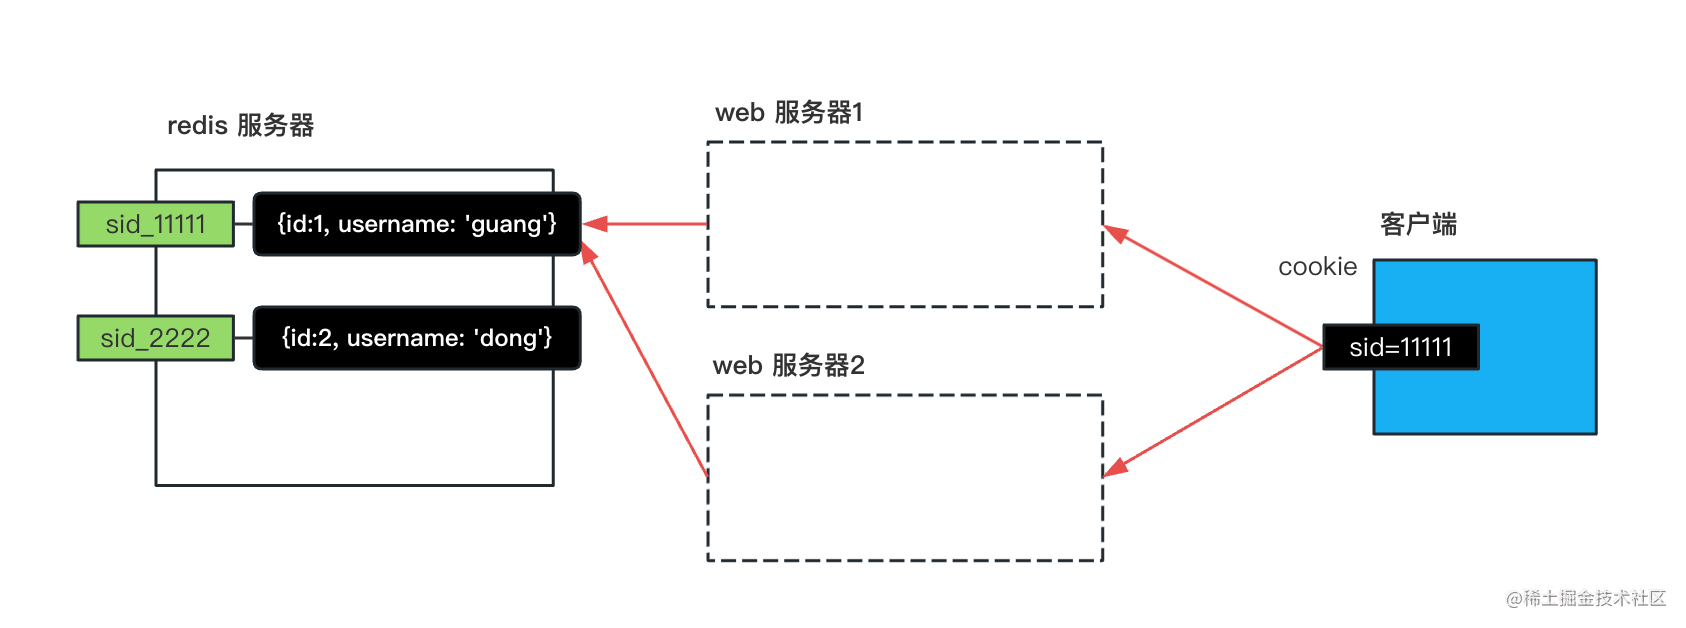 redis 服务器
sid_11111
{id:1, username: 'guang'}
sid_2222
{id:2, username: 'dong'}
web 服务器1
web 服务器2
客户端
cookie
sid=11111
@稀土掘金技术社区